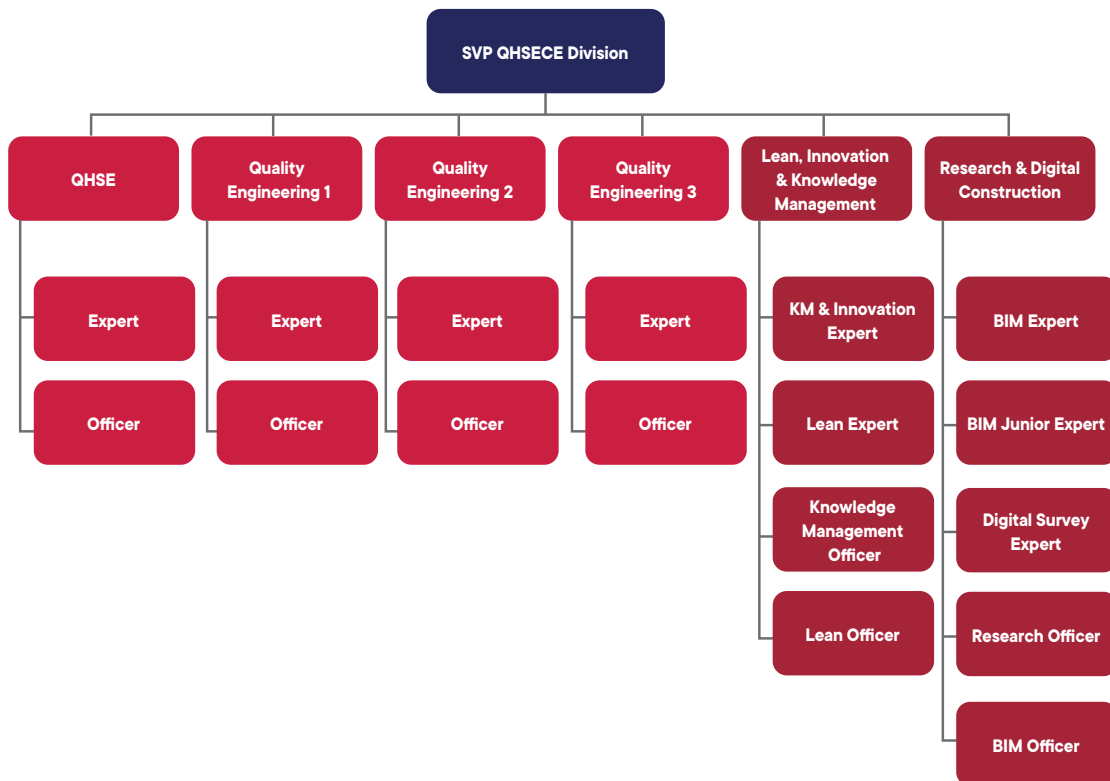 SVP QHSECE Division
QHSE
Quality
Engineering 1
Quality
Engineering 2
Quality
Engineering 3
Lean, Innovation
& Knowledge
Management
Research & Digital
Construction
Expert
Expert
Expert
Expert
KM & Innovation
Expert
BIM Expert
Officer
Officer
Officer
Officer
Lean Expert
BIM Junior Expert
Knowledge
Management
Officer
Digital Survey
Expert
Lean Officer
Research Officer
BIM Officer